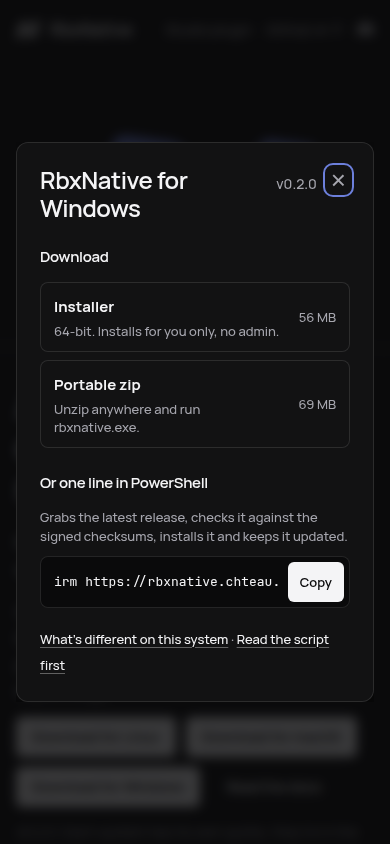 RbxNative for
Windows
v0.2.0
Download
Installer
64-bit. Installs for you only, no admin.
56 MB
Portable zip
Unzip anywhere and run
rbxnative.exe.
69 MB
Or one line in PowerShell
Grabs the latest release, checks it against the
signed checksums, installs it and keeps it updated.
irm https://rbxnative.chteau.
Copy
What's different on this system · Read the script
first